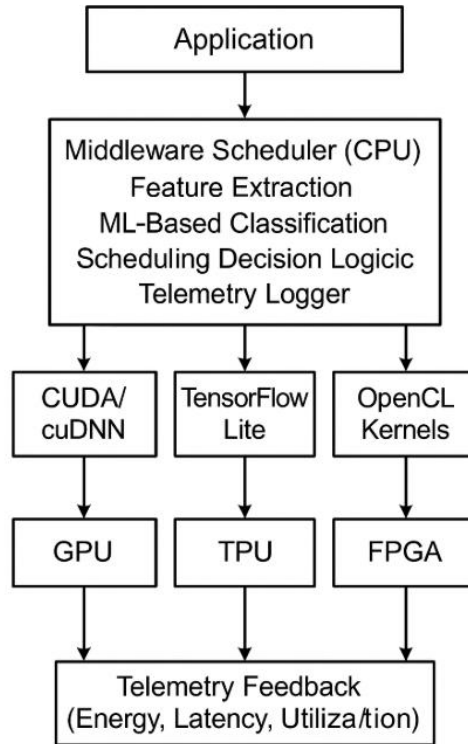 Application
Middleware Scheduler (CPU)
Feature Extraction
ML-Based Classification
Scheduling Decision Logicic
Telemetry Logger
CUDA/
cuDNN
TensorFlow
Lite
OpenCL
Kernels
GPU
TPU
FPGA
Telemetry Feedback
(Energy, Latency, Utiliza/tion)